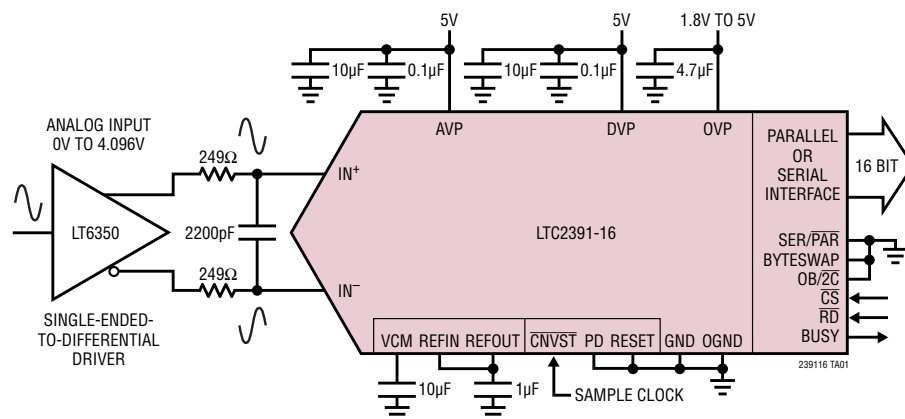 5V
5V
1.8V TO 5V
10µF
0.1µF
10µF
0.1µF
4.7µF
ANALOG INPUT
0V TO 4.096V
AVP
DVP
OVP
PARALLEL
OR
SERIAL
INTERFACE
16 BIT
249Ω
IN+
LT6350
2200pF
LTC2391-16
SER/PAR
BYTESWAP
OB/2C
249Ω
IN–
CS
RD
BUSY
SINGLE-ENDED-
TO-DIFFERENTIAL
DRIVER
VCM REFIN REFOUT CNVST PD RESET GND OGND
239116 TA01
10µF
1µF
SAMPLE CLOCK